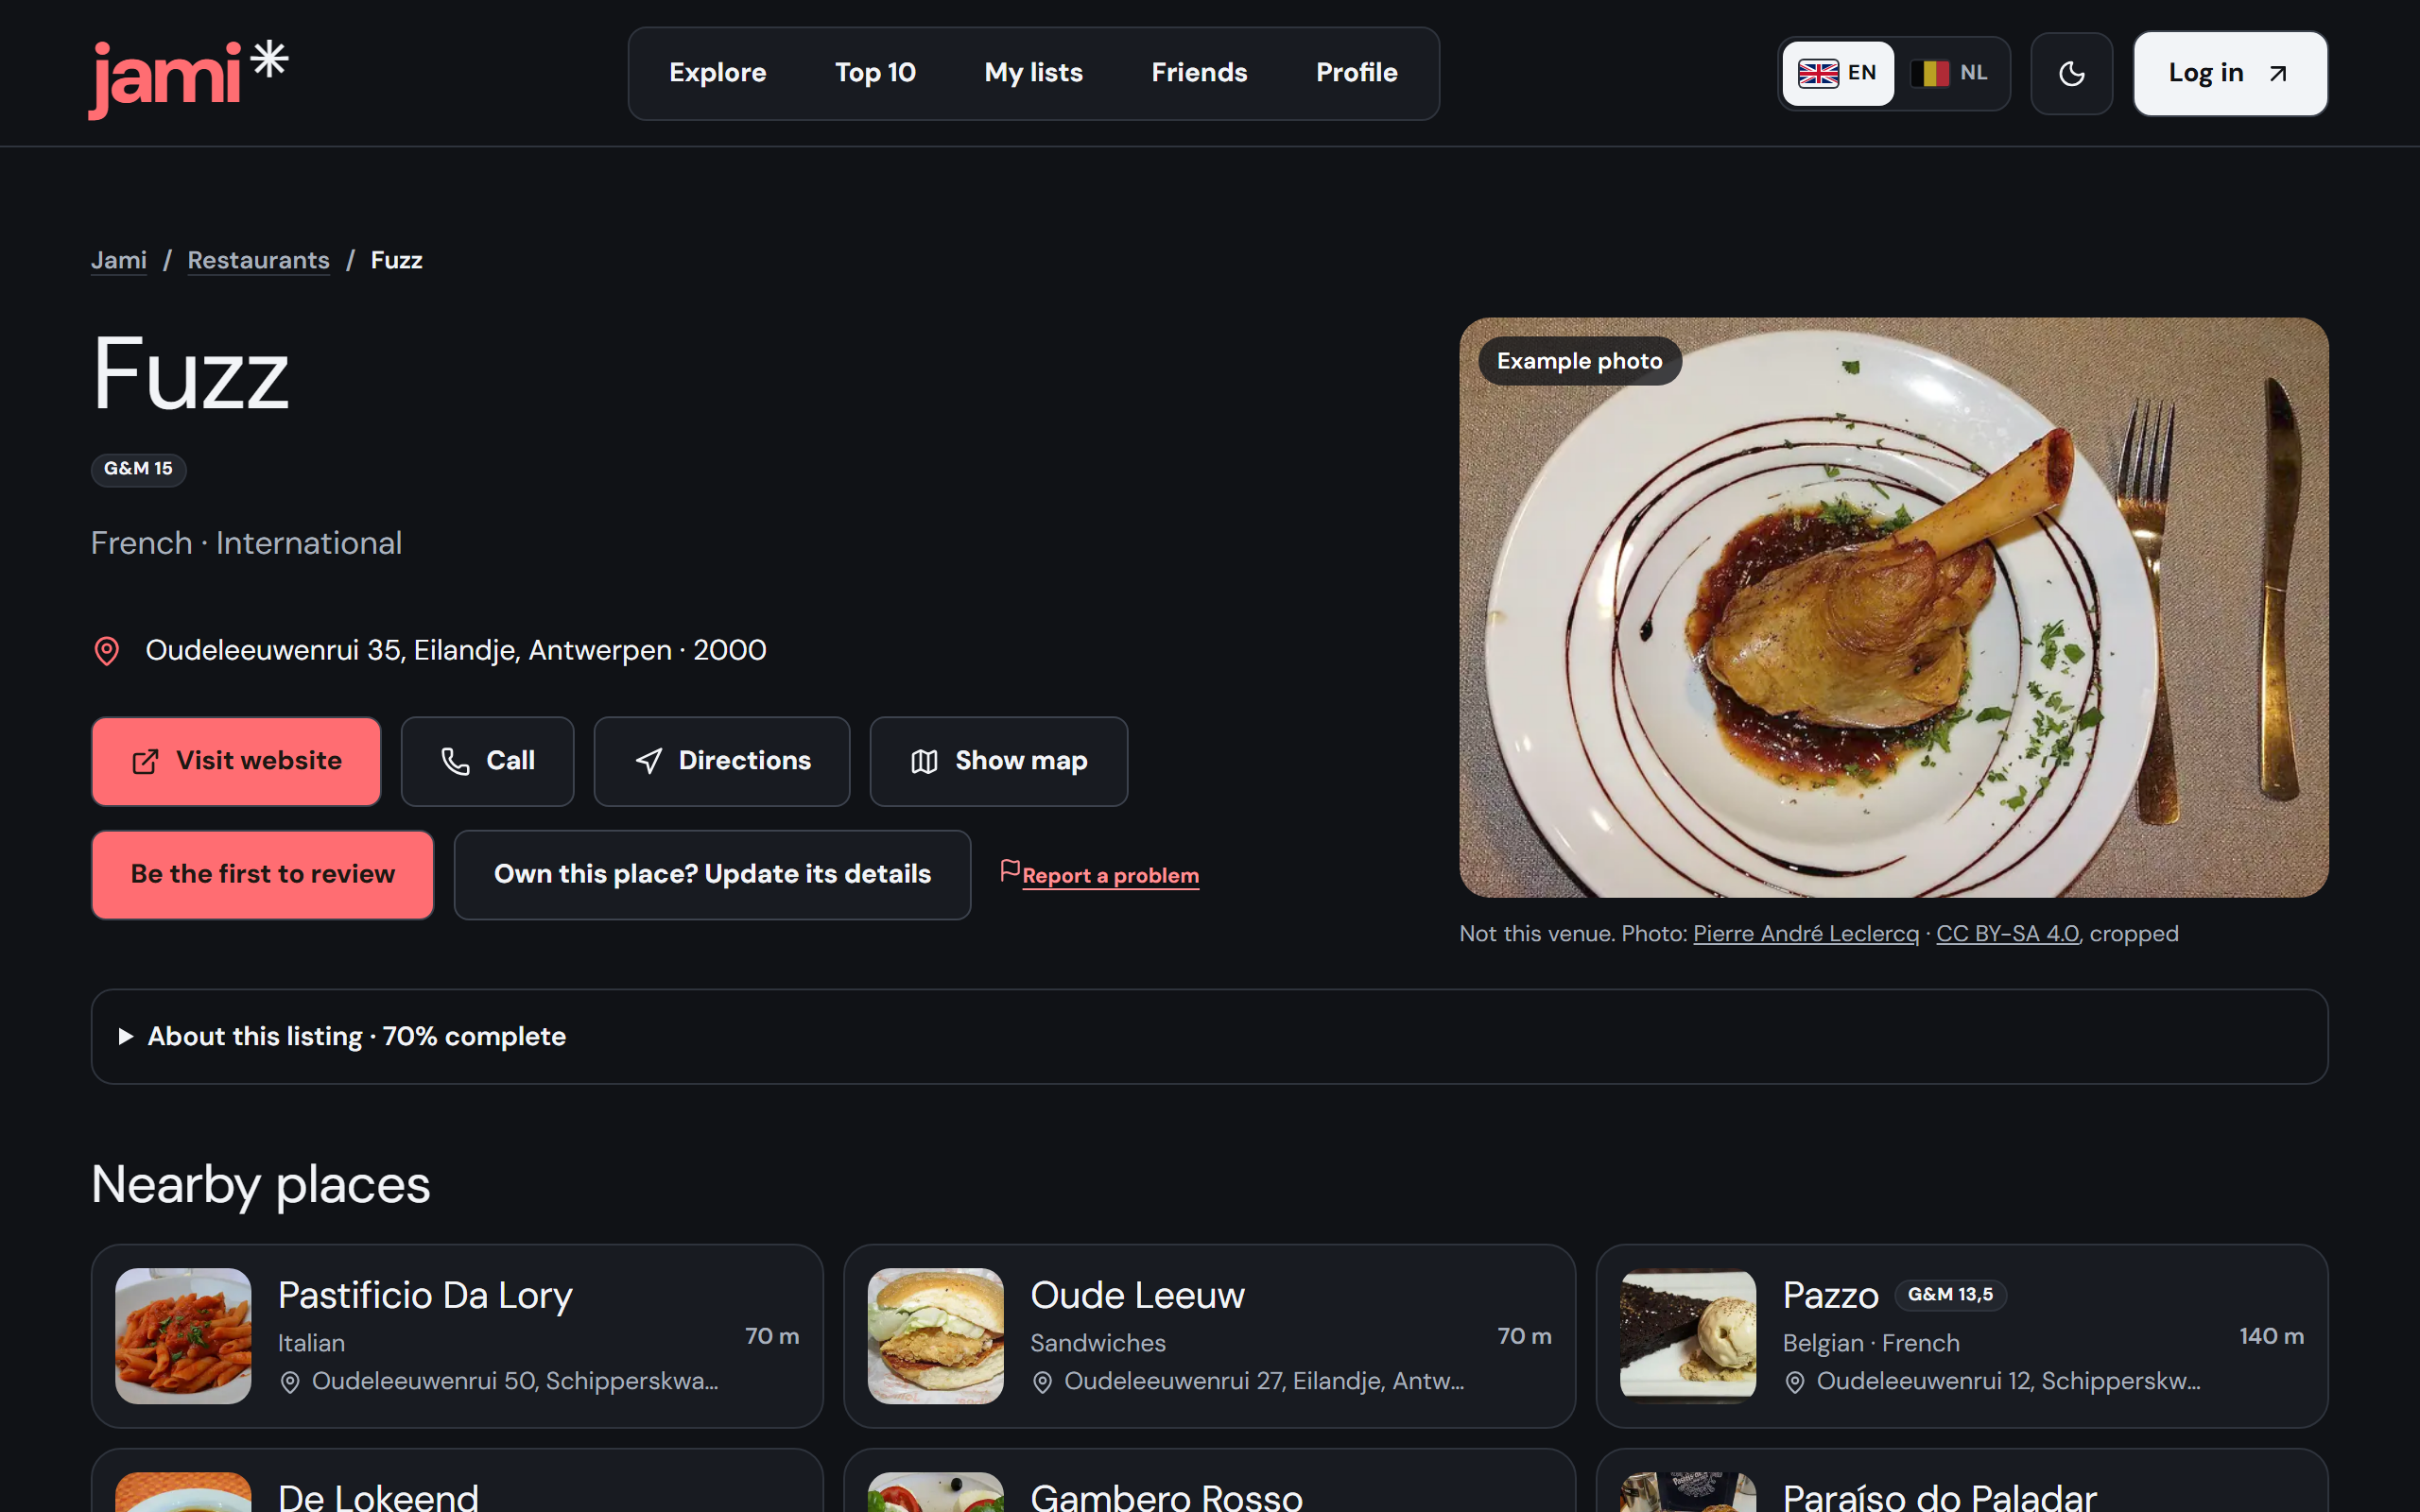 jami
Explore Top 10 My lists Friends Profile
EN NL
Log in
Jami / Restaurants / Fuzz
Fuzz
G&M 15
French · International
Oudeleeuwenrui 35, Eilandje, Antwerpen · 2000
Visit website Call Directions Show map
Be the first to review Own this place? Update its details Report a problem
Example photo
Not this venue. Photo: Pierre André Leclercq · CC BY-SA 4.0, cropped
About this listing · 70% complete
Nearby places
Pastificio Da Lory
Italian
70 m
Oudeleeuwenrui 50, Schipperskwa...
Oude Leeuw
Sandwiches
70 m
Oudeleeuwenrui 27, Eilandje, Antw...
Pazzo G&M 13,5
Belgian · French
140 m
Oudeleeuwenrui 12, Schipperskw...
De Lokeend
Gambero Rosso
Paraíso do Paladar